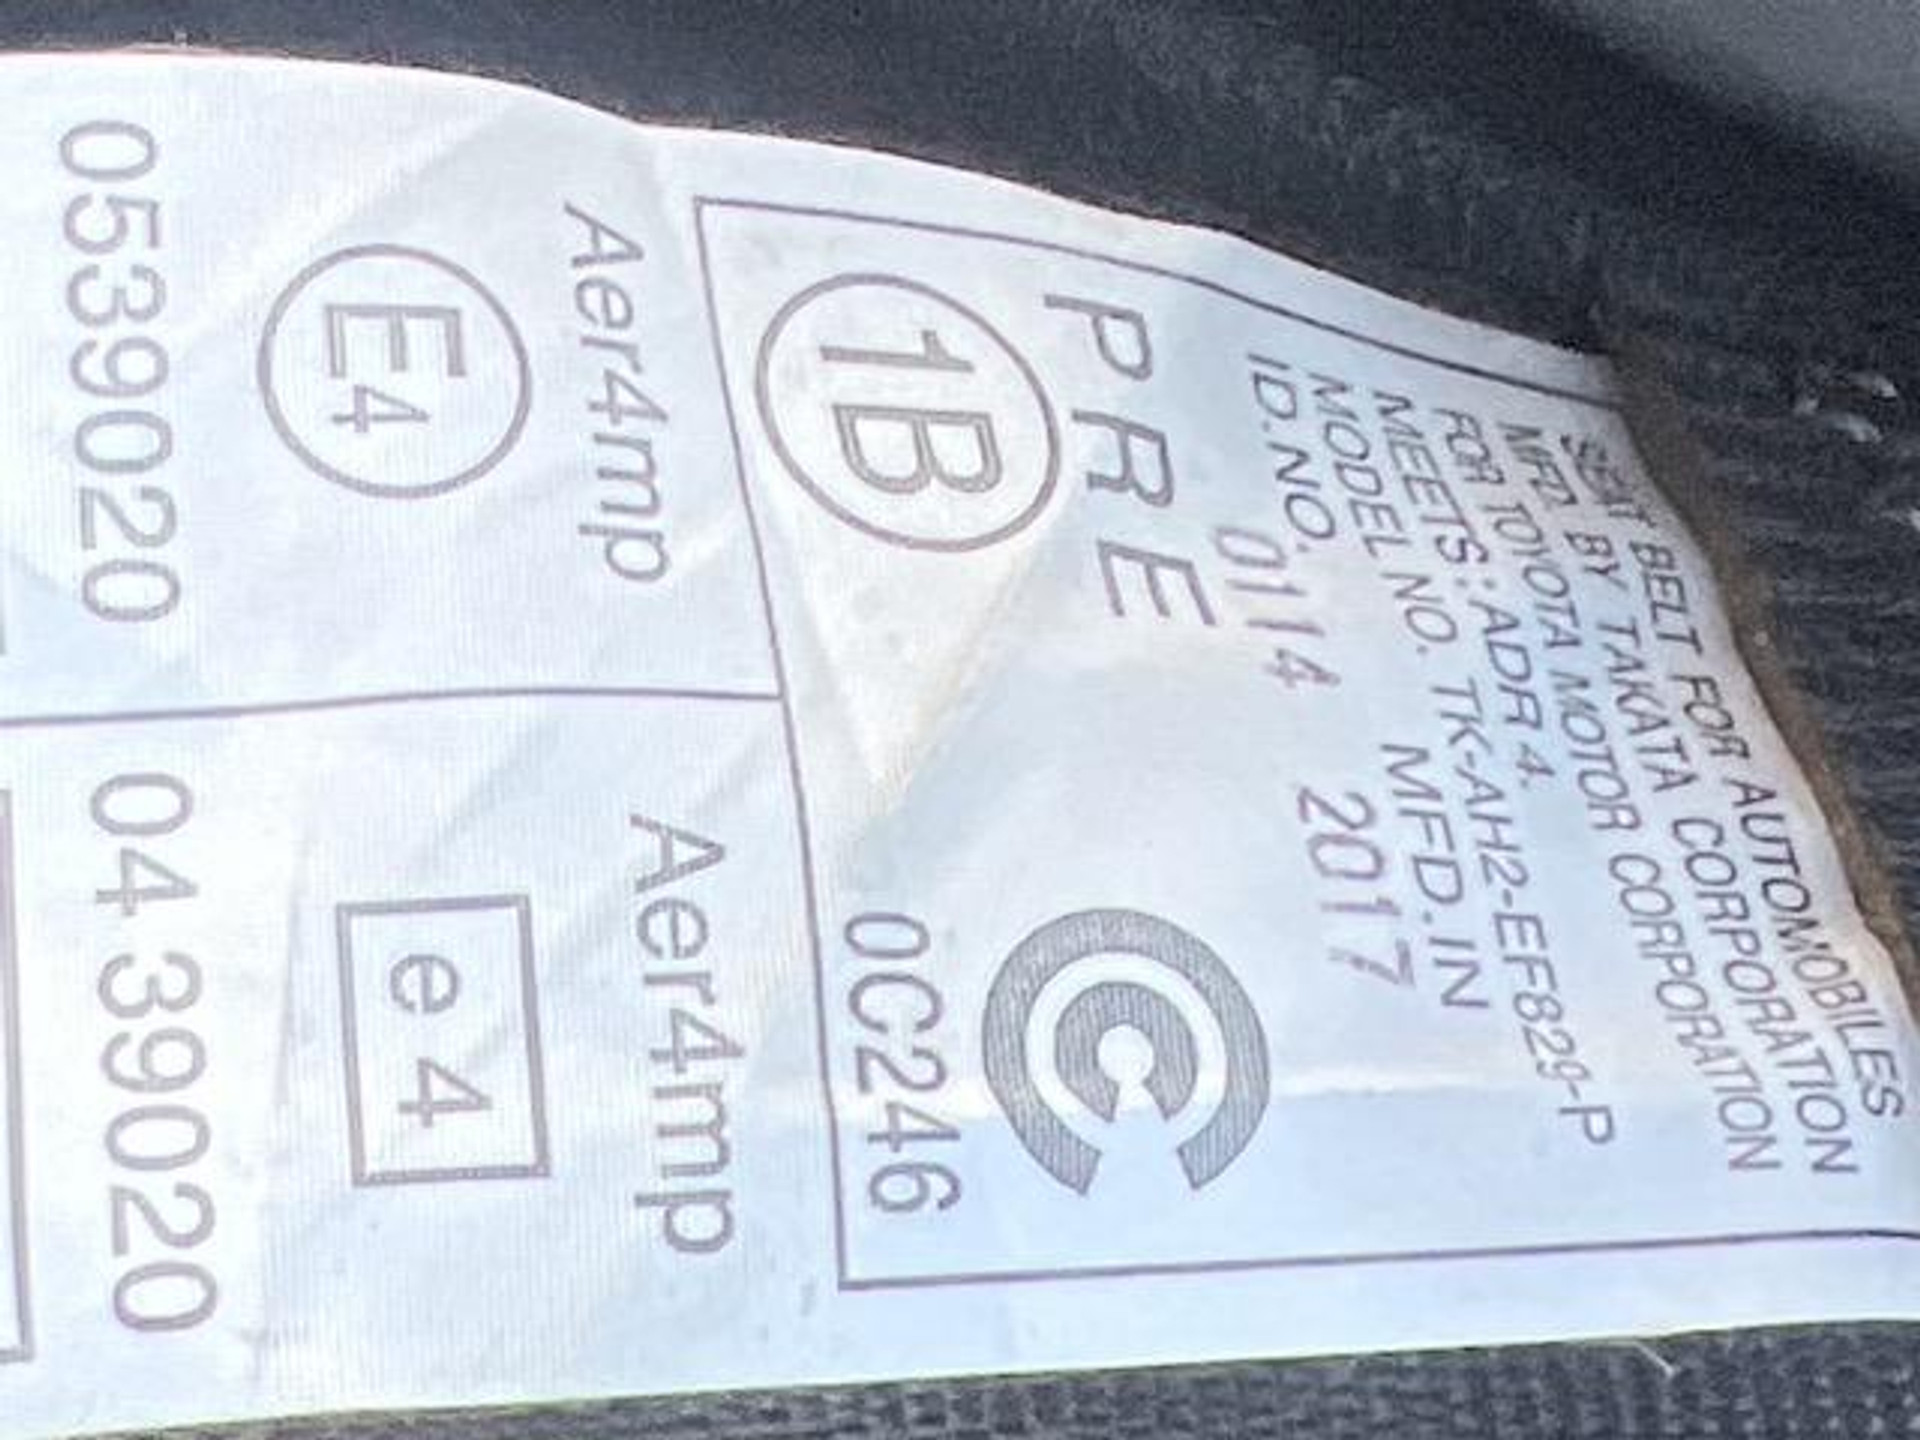 SEAT BELT FOR AUTOMOBILES
MFD. BY TAKATA CORPORATION
FOR TOYOTA MOTOR CORPORATION
MEETS: ADR 4.
MODEL NO. TK-AH2-EF829-P
ID.NO. MFD.IN
0114 2017
PRE
1B C
0C246
Aer4mp Aer4mp
E4 e4
0539020 04 39020